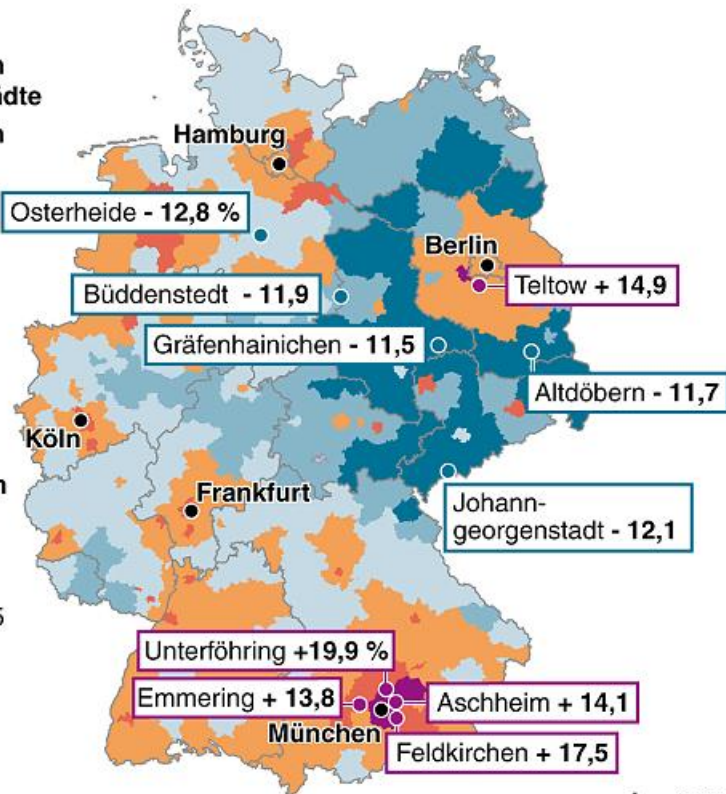 Hamburg
Osterheide - 12,8 %
Berlin
Büddenstedt - 11,9
Teltow + 14,9
Gräfenhainichen - 11,5
Altdöbern - 11,7
Köln
Frankfurt
Johann-
georgenstadt - 12,1
Unterföhring +19,9 %
Emmering + 13,8
Aschheim + 14,1
München
Feldkirchen + 17,5